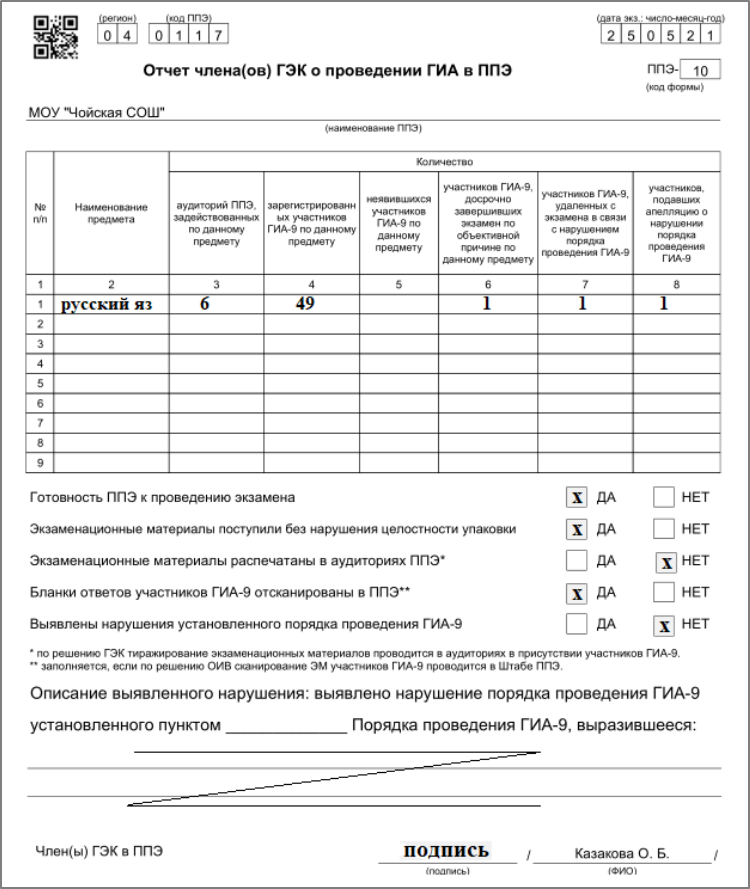 (регион) (код ППЭ) (дата экз.: число-месяц-год)
0 4 0 1 1 7 2 5 0 5 2 1
Отчет члена(ов) ГЭК о проведении ГИА в ППЭ ППЭ- 10
(код формы)
МОУ "Чойская СОШ"
(наименование ППЭ)
№ п/п
Наименование предмета
Количество
аудиторий ППЭ, задействованных по данному предмету
зарегистрированн ых участников ГИА-9 по данному предмету
неявившихся участников ГИА-9 по данному предмету
участников ГИА-9, досрочно завершивших экзамен по объективной причине по данному предмету
участников ГИА-9, удаленных с экзамена в связи с нарушением порядка проведения ГИА-9
участников, подавших апелляцию о нарушении порядка проведения ГИА-9
1 2 3 4 5 6 7 8
1 русский яз 6 49 1 1 1
2
3
4
5
6
7
8
9
Готовность ППЭ к проведению экзамена x ДА НЕТ
Экзаменационные материалы поступили без нарушения целостности упаковки x ДА НЕТ
Экзаменационные материалы распечатаны в аудиториях ППЭ* ДА x НЕТ
Бланки ответов участников ГИА-9 отсканированы в ППЭ** x ДА НЕТ
Выявлены нарушения установленного порядка проведения ГИА-9 ДА x НЕТ
* по решению ГЭК тиражирование экзаменационных материалов проводится в аудиториях в присутствии участников ГИА-9.
** заполняется, если по решению ОИВ сканирование ЭМ участников ГИА-9 проводится в Штабе ППЭ.
Описание выявленного нарушения: выявлено нарушение порядка проведения ГИА-9
установленного пунктом _____________ Порядка проведения ГИА-9, выразившееся:
Член(ы) ГЭК в ППЭ подпись / Казакова О. Б. /
(подпись) (ФИО)